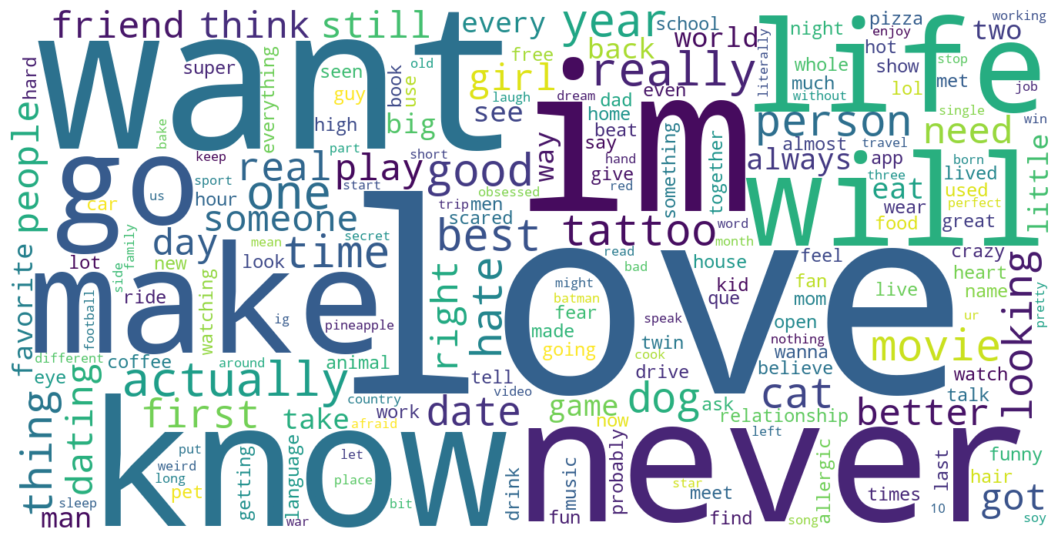 friend think still every year school world back free night pizza enjoy working two
hard want super seen guy book use old girl see really whole hot show met stop
everything high big laugh dream even literally life much without lol job
people bake part dad home beat say im person need single win
keep real play good way give hand red something together always almost app travel
go us sport hour one short start obsessed will born lived three eat used perfect little
car someone men trip scared tattoo word wear food great
favorite lot day family mean time secret look best month house feel crazy
side new watching right hate read bad kid fan heart
make football ride ig pineapple love might batman fear made going que mom live name looking pretty
different coffee around animal speak twin open wanna nothing ur movie
eye actually country tell video cook drive believe watch
thing dating first take work date game dog ask cat relationship better talk
put afraid now left
weird know let language never last funny
long pet getting place drink music probably star meet allergic times hair got
sleep man war bit fun song find 10 soy